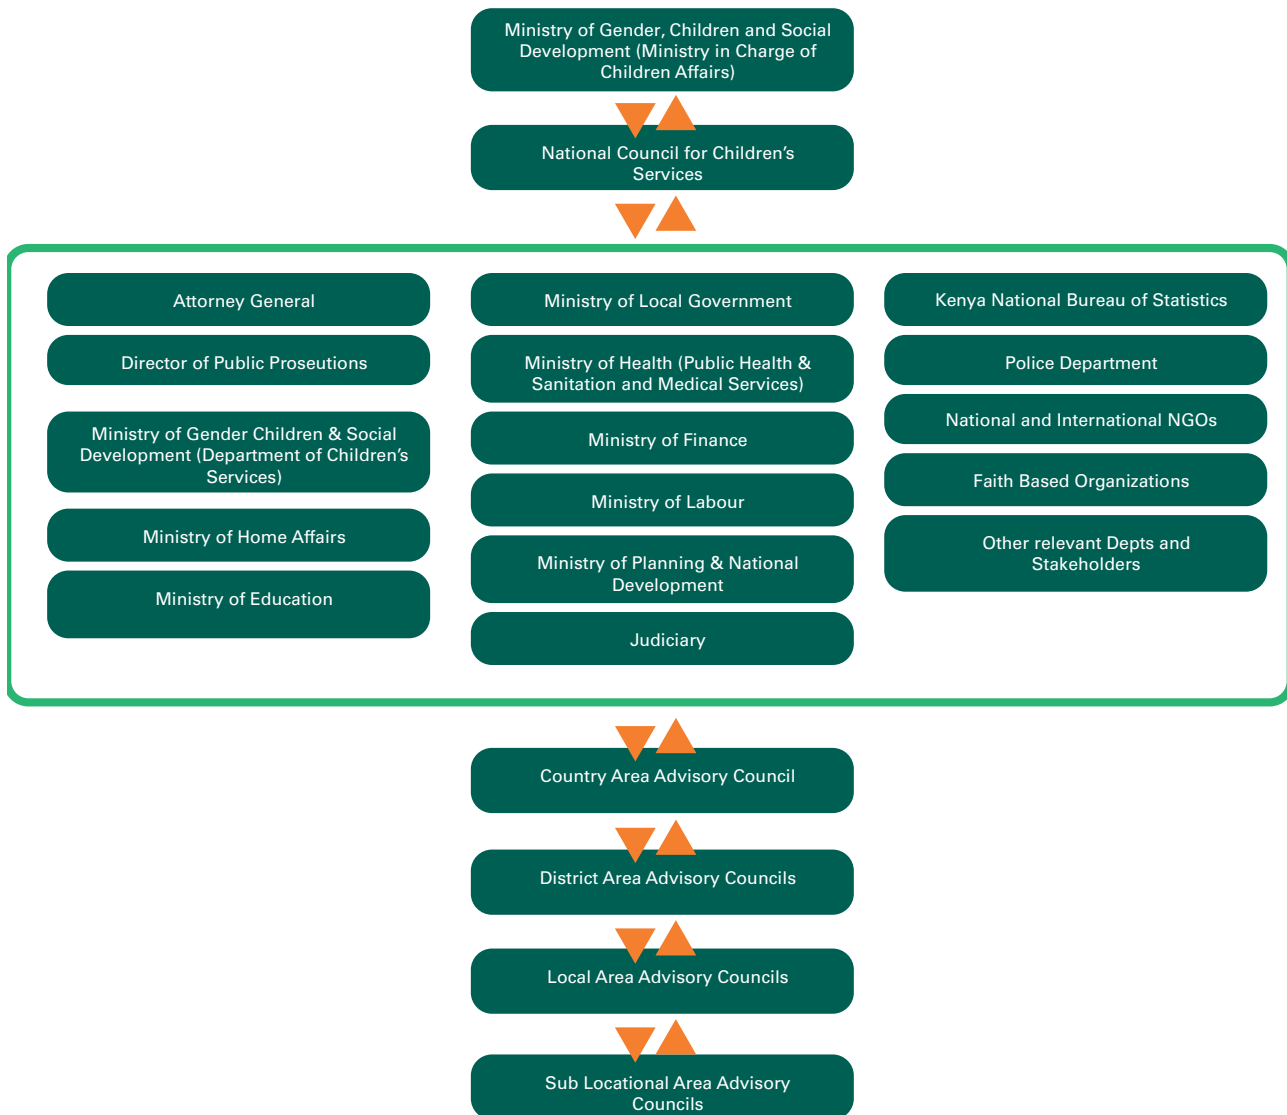 Ministry of Gender, Children and Social
Development (Ministry in Charge of
Children Affairs)
National Council for Children's
Services
Attorney General
Director of Public Proseutions
Ministry of Gender Children & Social
Development (Department of Children's
Services)
Ministry of Home Affairs
Ministry of Education
Ministry of Local Government
Ministry of Health (Public Health &
Sanitation and Medical Services)
Ministry of Finance
Ministry of Labour
Ministry of Planning & National
Development
Judiciary
Kenya National Bureau of Statistics
Police Department
National and International NGOs
Faith Based Organizations
Other relevant Depts and
Stakeholders
Country Area Advisory Council
District Area Advisory Councils
Local Area Advisory Councils
Sub Locational Area Advisory
Councils